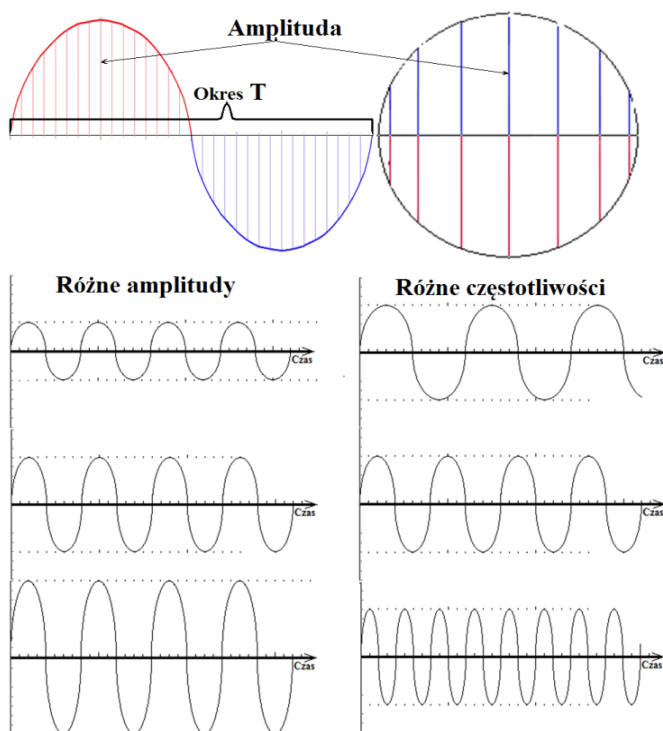 Amplituda
Okres T
Różne amplitudy
Różne częstotliwości
Czas
Czas
Czas
Czas
Czas
Czas